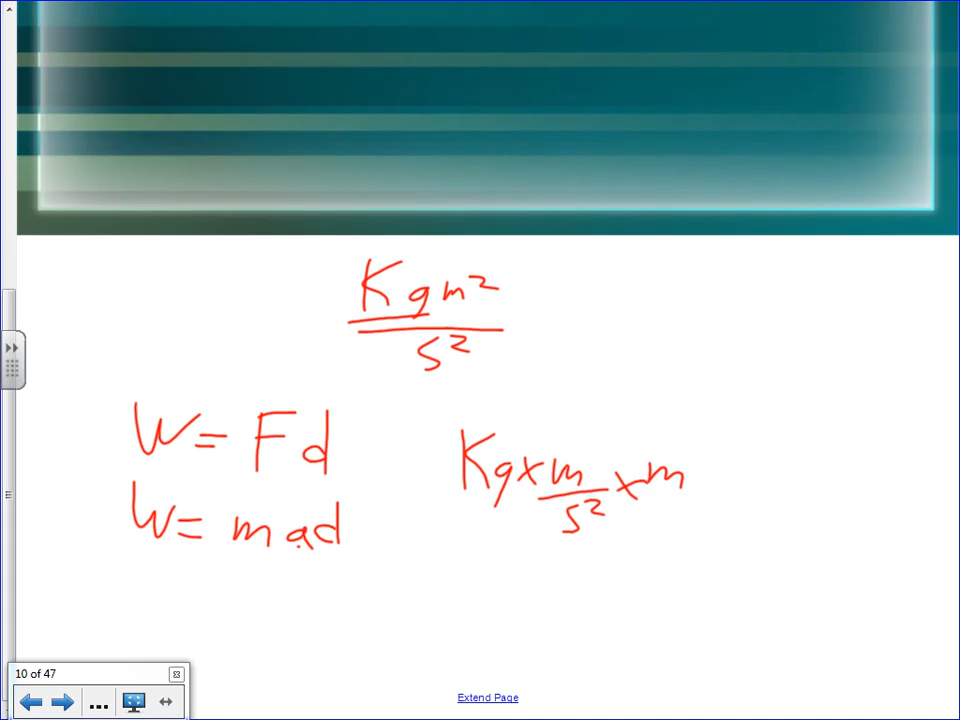 Kgm²
s²
W = Fd
Kg x m/s² x m
W = mad
10 of 47
...
Extend Page